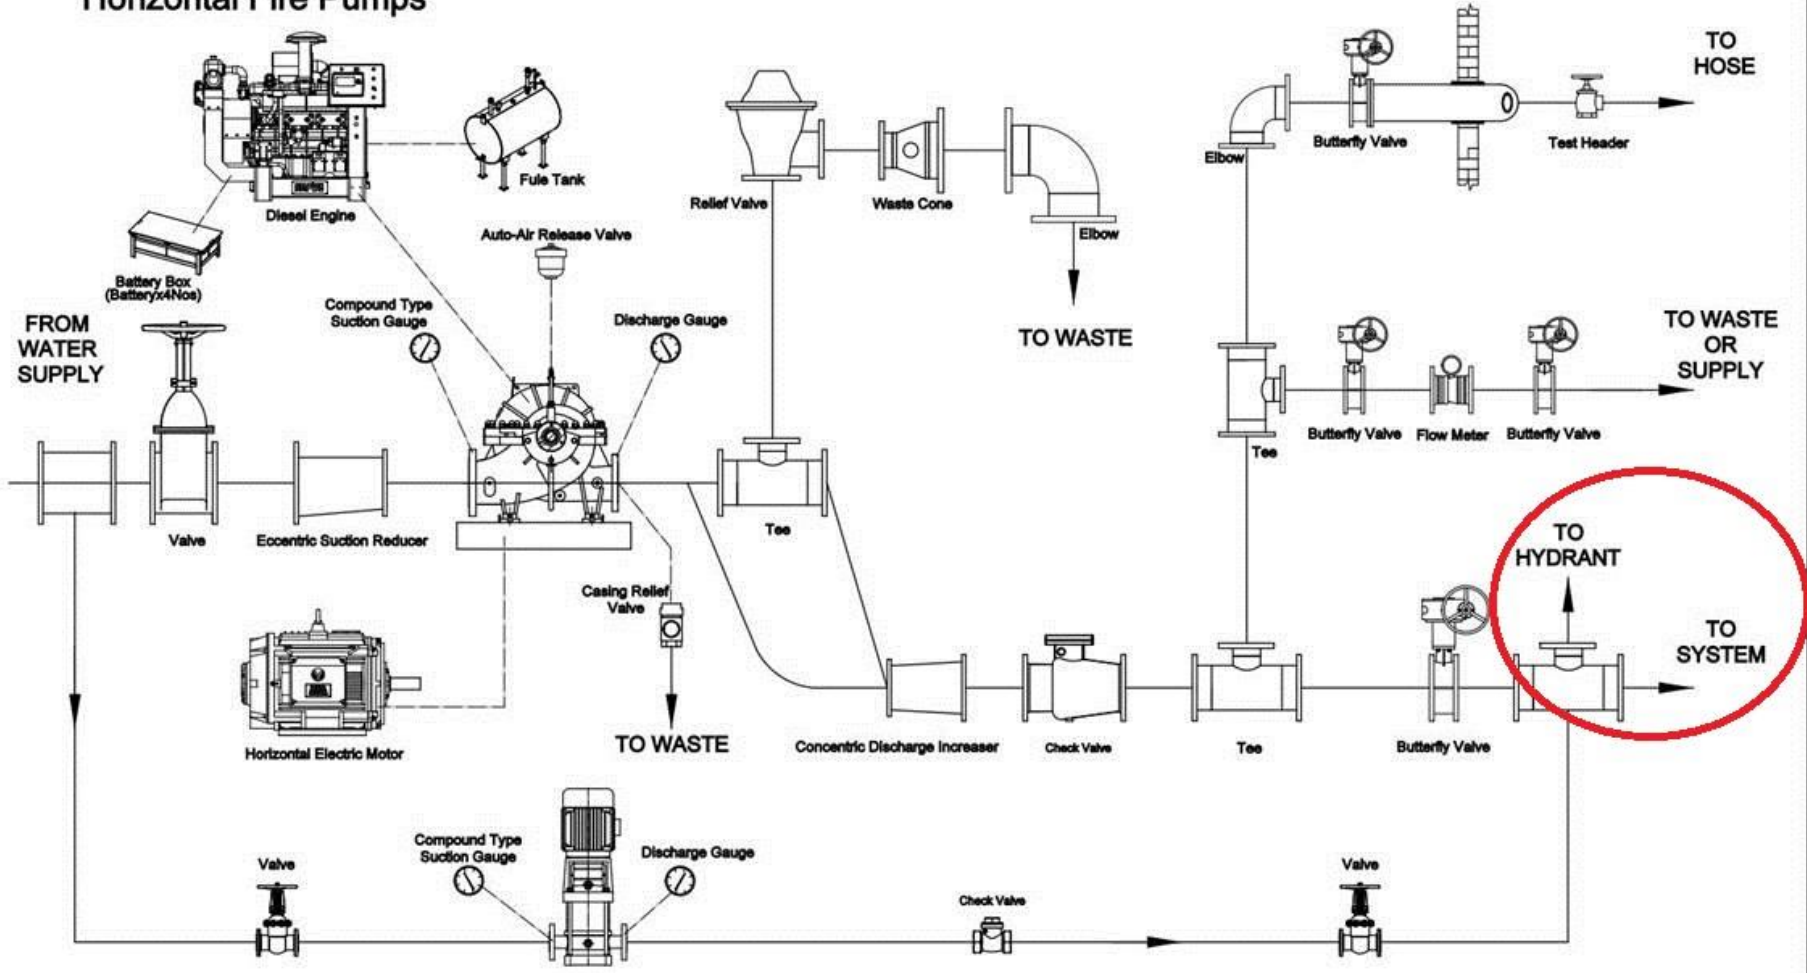 Horizontal Fire Pumps
TO
HOSE
Butterfly Valve
Test Header
Elbow
Fule Tank
Diesel Engine
Relief Valve
Waste Cone
Elbow
Auto-Air Release Valve
Battery Box
(Batteryx4Nos)
Compound Type
Suction Gauge
Discharge Gauge
FROM
WATER
SUPPLY
TO WASTE
TO WASTE
OR
SUPPLY
Butterfly Valve
Flow Meter
Butterfly Valve
Tee
Valve
Eccentric Suction Reducer
Tee
TO
HYDRANT
Casing Relief
Valve
TO
SYSTEM
Horizontal Electric Motor
TO WASTE
Concentric Discharge Increaser
Check Valve
Tee
Butterfly Valve
Valve
Compound Type
Suction Gauge
Discharge Gauge
Check Valve
Valve